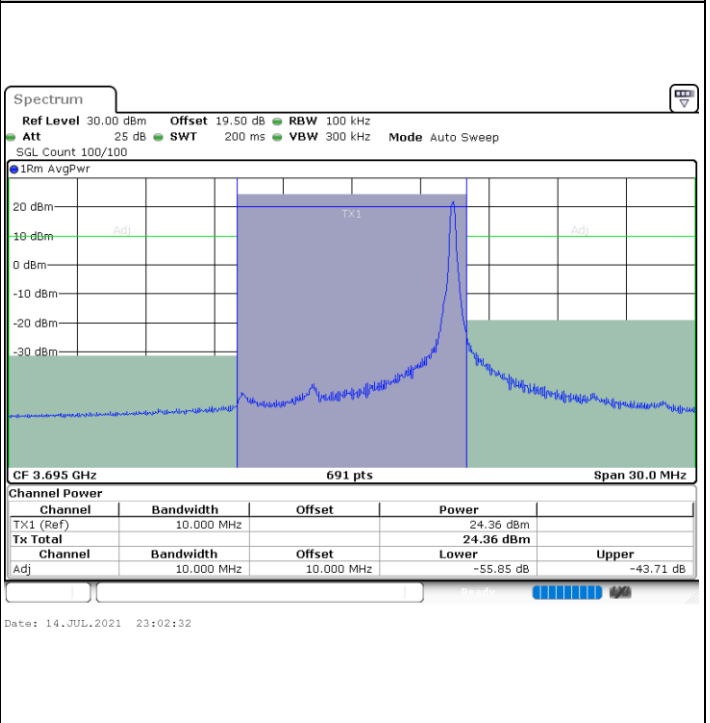 Spectrum
Ref Level 30.00 dBm Offset 19.50 dB RBW 100 kHz
Att 25 dB SWT 200 ms VBW 300 kHz Mode Auto Sweep
SGL Count 100/100
1Rm AvgPwr
20 dBm
TX1
Adj
Adj
10 dBm
0 dBm
-10 dBm
-20 dBm
-30 dBm
CF 3.695 GHz 691 pts Span 30.0 MHz
Channel Power
Channel Bandwidth Offset Power
TX1 (Ref) 10.000 MHz 24.36 dBm
Tx Total 24.36 dBm
Channel Bandwidth Offset Lower Upper
Adj 10.000 MHz 10.000 MHz -55.85 dB -43.71 dB
Ready
Date: 14.JUL.2021 23:02:32